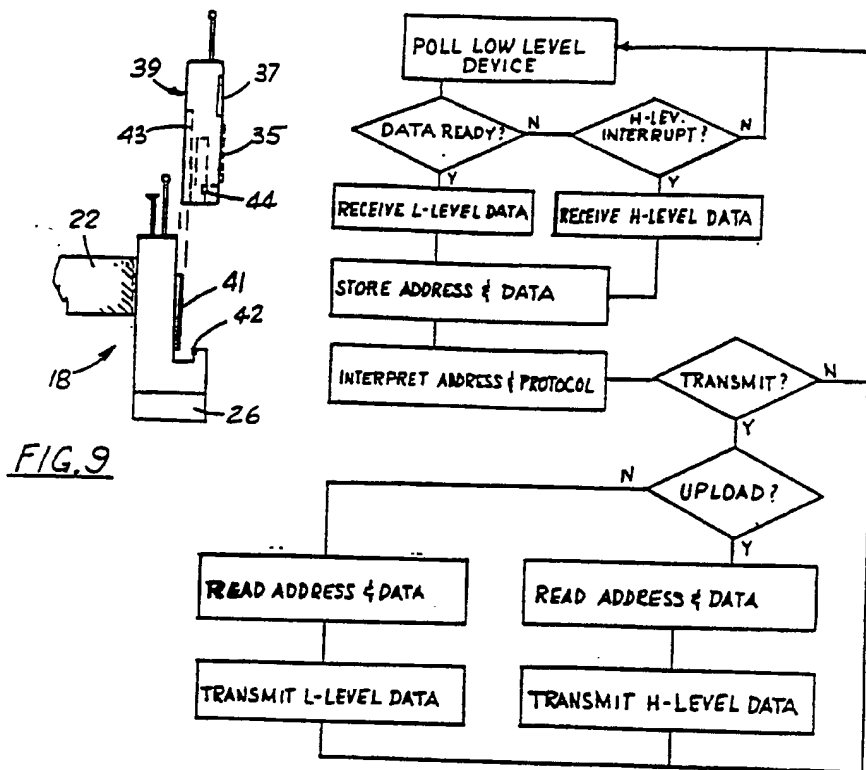 39
37
43
35
44
22
41
42
18
26
FIG.9
POLL LOW LEVEL
DEVICE
DATA READY?
N
H-LEV.
INTERRUPT?
N
Y
Y
RECEIVE L-LEVEL DATA
RECEIVE H-LEVEL DATA
STORE ADDRESS & DATA
INTERPRET ADDRESS & PROTOCOL
TRANSMIT?
N
Y
N
UPLOAD?
Y
READ ADDRESS & DATA
READ ADDRESS & DATA
TRANSMIT L-LEVEL DATA
TRANSMIT H-LEVEL DATA